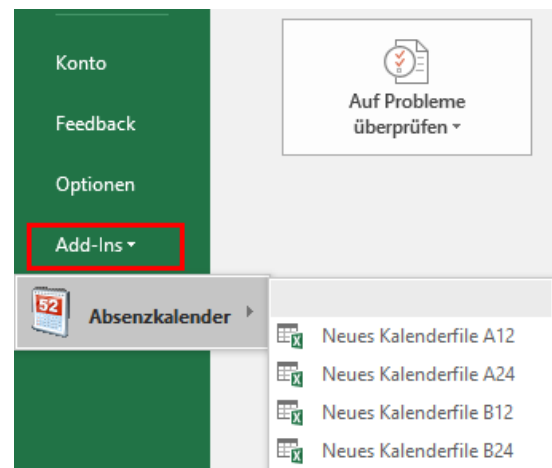 Konto
Feedback
Optionen
Add-Ins
Auf Probleme
überprüfen
52
Absenzkalender
Neues Kalenderfile A12
Neues Kalenderfile A24
Neues Kalenderfile B12
Neues Kalenderfile B24